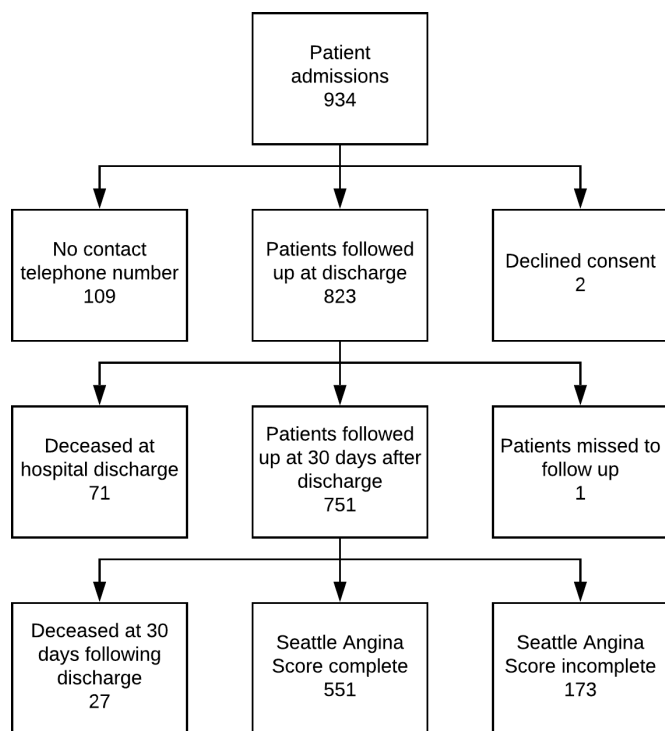 Patient
admissions
934
No contact
telephone number
109
Patients followed
up at discharge
823
Declined consent
2
Deceased at
hospital discharge
71
Patients followed
up at 30 days after
discharge
751
Patients missed to
follow up
1
Deceased at 30
days following
discharge
27
Seattle Angina
Score complete
551
Seattle Angina
Score incomplete
173